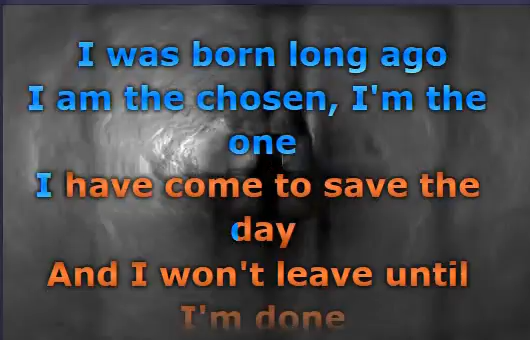 I was born long ago
I am the chosen, I'm the
one
I have come to save the
day
And I won't leave until
I'm done